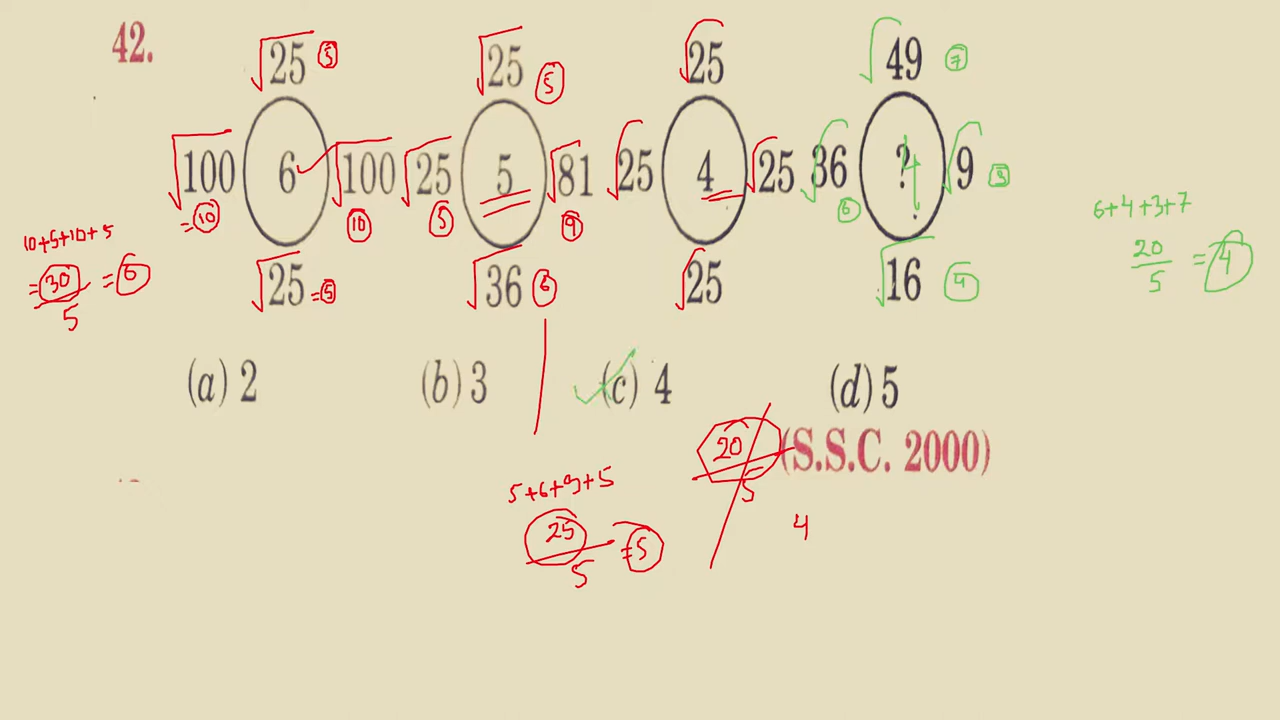 42.
√25 5 √25 5 √25 √49 7
√100 6 √100 √25 5 √81 √25 4 √25 √36 ? 4 √9
=10 10 5 9 6 3
10+5+10+5
=30/5 =6
6+4+3+7
20/5 =4
√25 =5 √36 6 √25 √16 4
(a) 2 (b) 3 (c) 4 (d) 5
(S.S.C. 2000)
20/5
4
5+6+9+5
25/5 =5